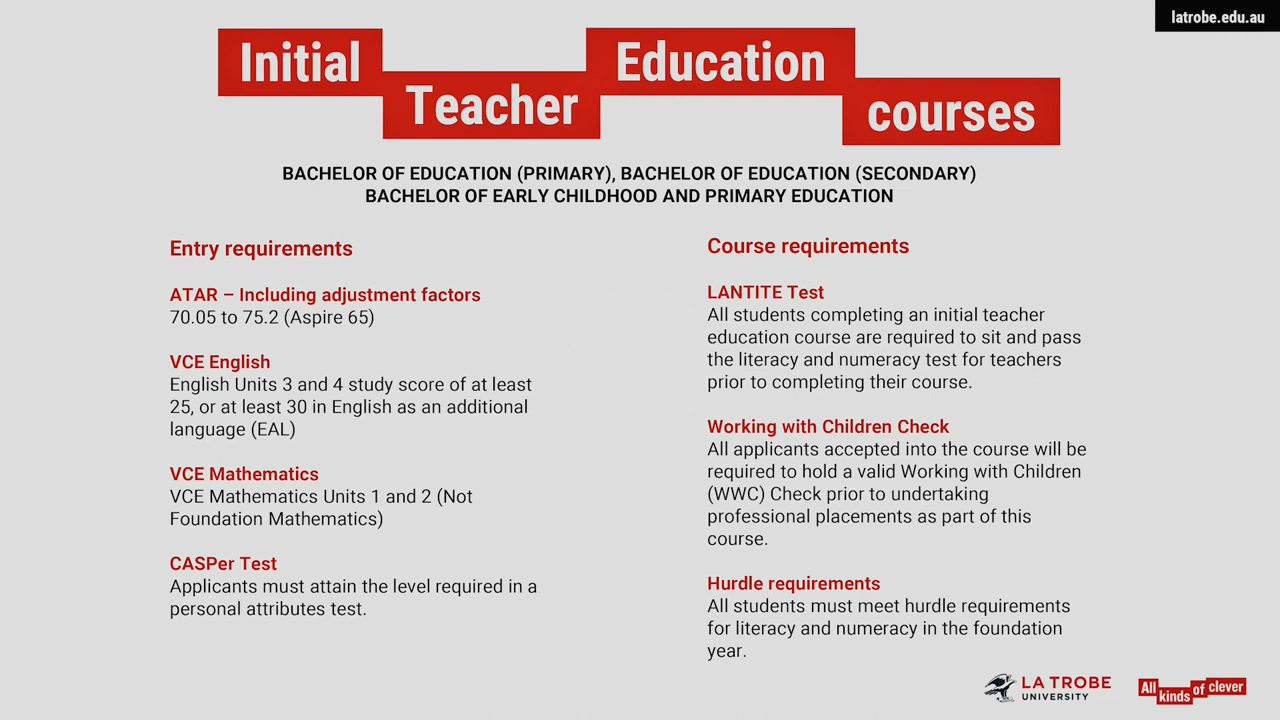 latrobe.edu.au
Initial
Teacher
Education
courses
BACHELOR OF EDUCATION (PRIMARY), BACHELOR OF EDUCATION (SECONDARY)
BACHELOR OF EARLY CHILDHOOD AND PRIMARY EDUCATION
Entry requirements
ATAR – Including adjustment factors
70.05 to 75.2 (Aspire 65)
VCE English
English Units 3 and 4 study score of at least
25, or at least 30 in English as an additional
language (EAL)
VCE Mathematics
VCE Mathematics Units 1 and 2 (Not
Foundation Mathematics)
CASPer Test
Applicants must attain the level required in a
personal attributes test.
Course requirements
LANTITE Test
All students completing an initial teacher
education course are required to sit and pass
the literacy and numeracy test for teachers
prior to completing their course.
Working with Children Check
All applicants accepted into the course will be
required to hold a valid Working with Children
(WWC) Check prior to undertaking
professional placements as part of this
course.
Hurdle requirements
All students must meet hurdle requirements
for literacy and numeracy in the foundation
year.
LA TROBE
UNIVERSITY
All kinds of clever